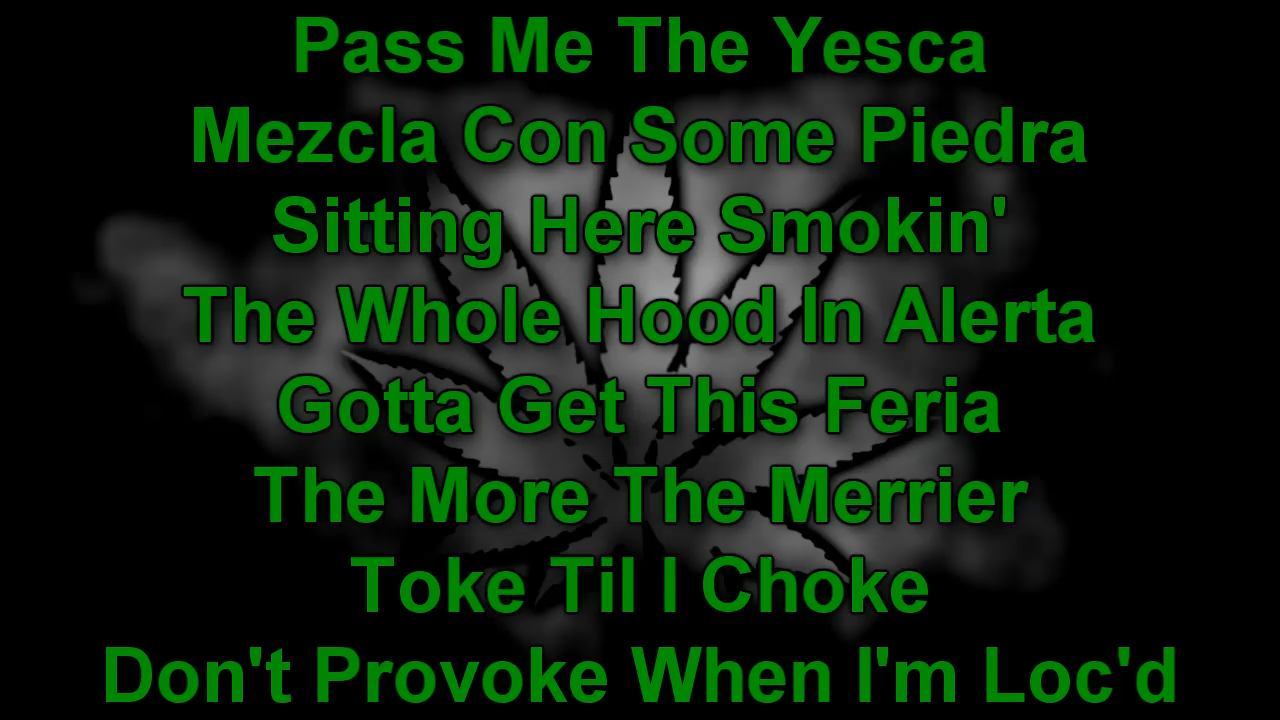 Pass Me The Yesca
Mezcla Con Some Piedra
Sitting Here Smokin'
The Whole Hood In Alerta
Gotta Get This Feria
The More The Merrier
Toke Til I Choke
Don't Provoke When I'm Loc'd